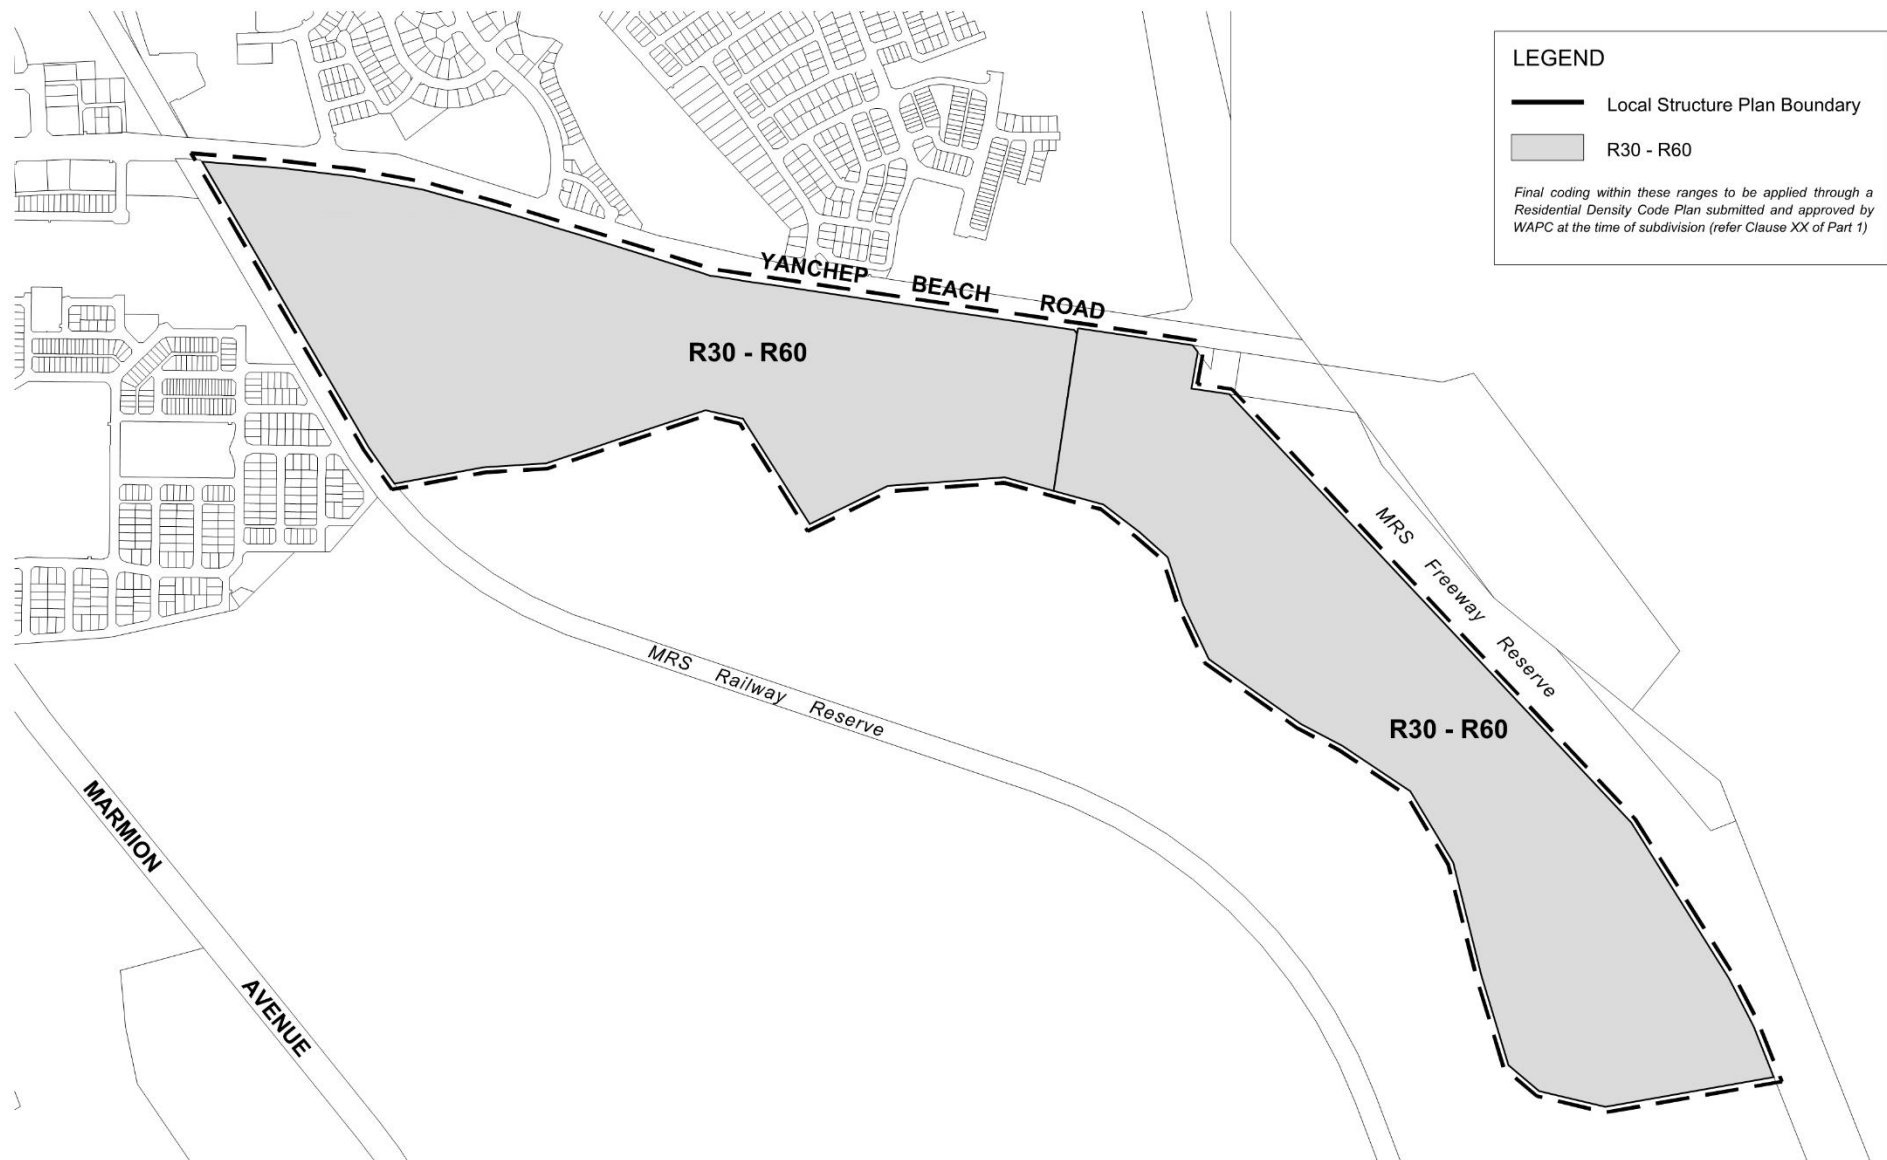 LEGEND
Local Structure Plan Boundary
R30 - R60
Final coding within these ranges to be applied through a
Residential Density Code Plan submitted and approved by
WAPC at the time of subdivision (refer Clause XX of Part 1)
YANCHEP BEACH ROAD
R30 - R60
MRS Freeway Reserve
MRS Railway Reserve
R30 - R60
MARMION AVENUE